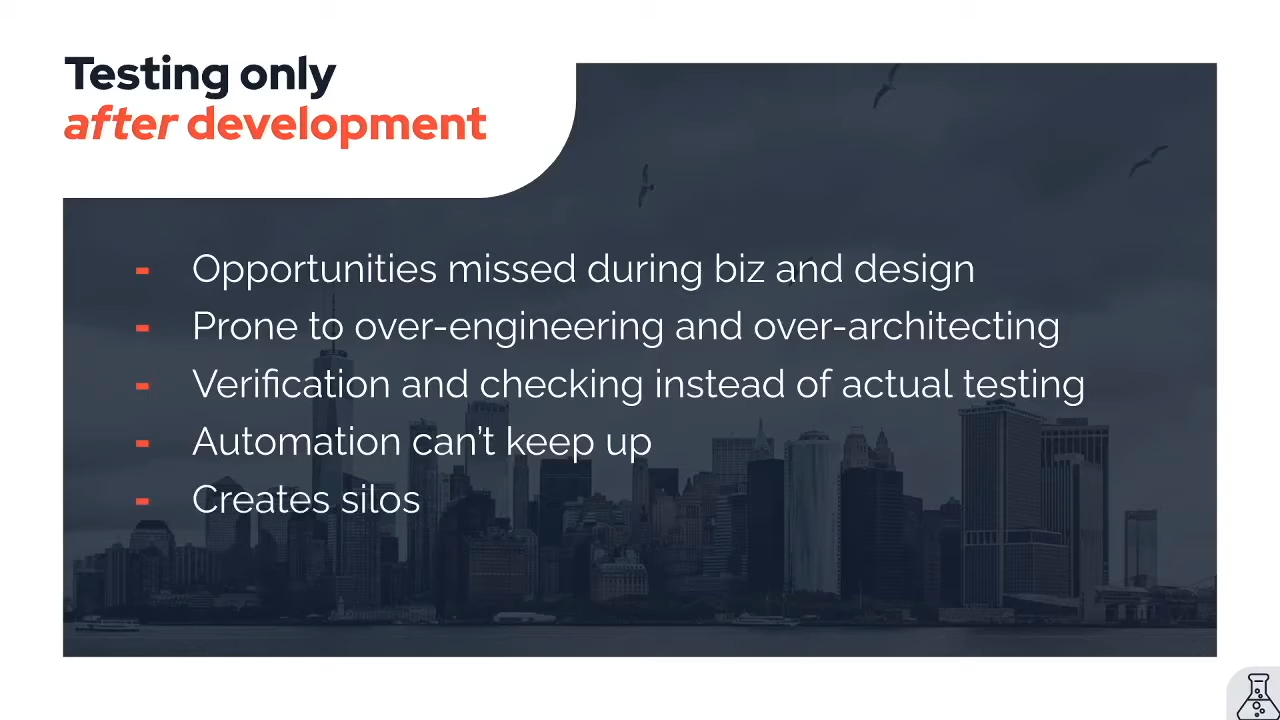 Testing only
after development
- Opportunities missed during biz and design
- Prone to over-engineering and over-architecting
- Verification and checking instead of actual testing
- Automation can’t keep up
- Creates silos